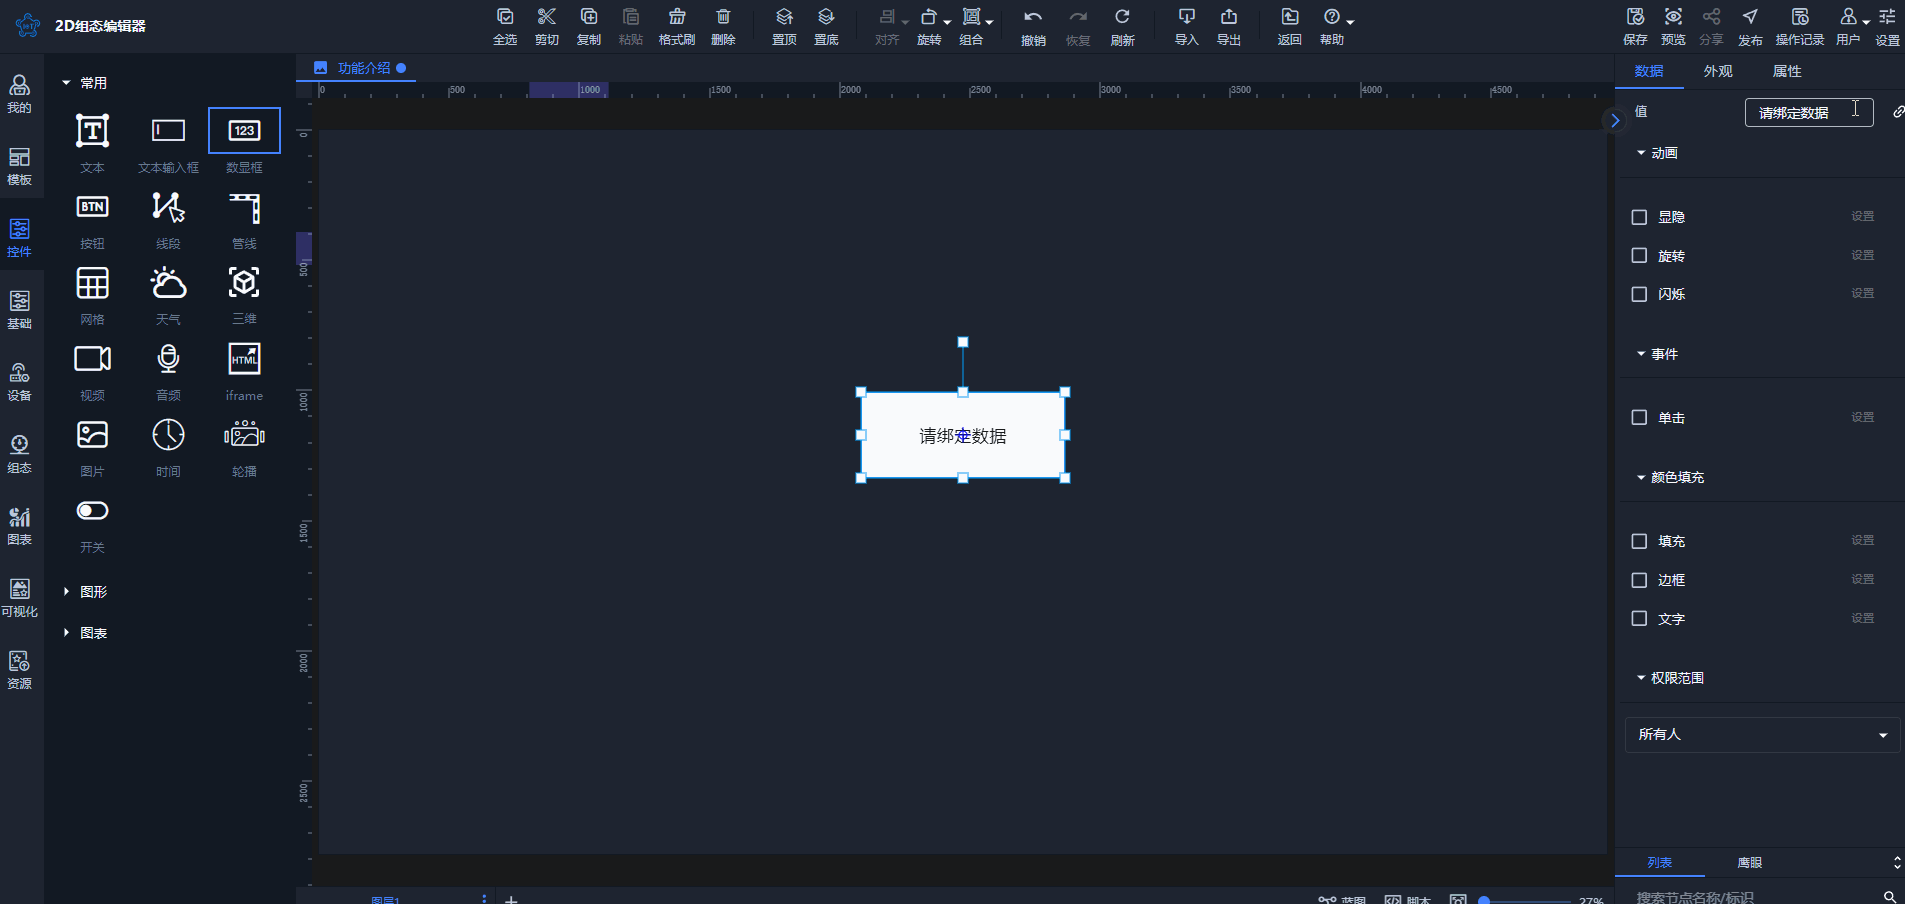 2D组态编辑器
全选 剪切 复制 粘贴 格式刷 删除 置顶 置底 对齐 旋转 组合 撤销 恢复 刷新 导入 导出 返回 帮助 保存 预览 分享 发布 操作记录 用户 设置
我的
模板
控件
基础
设备
组态
图表
可视化
资源
常用
T
文本
文本输入框
123
数显框
BTN
按钮
线段
管线
网格
天气
三维
视频
音频
HTML
iframe
图片
时间
轮播
开关
图形
图表
功能介绍
0 500 1000 1500 2000 2500 3000 3500 4000 4500
0
500
1000
1500
2000
2500
请绑定数据
图层1
蓝图 脚本 27%
数据 外观 属性
值 请绑定数据
动画
显隐 设置
旋转 设置
闪烁 设置
事件
单击 设置
颜色填充
填充 设置
边框 设置
文字 设置
权限范围
所有人
列表 鹰眼
搜索节点名称/标识